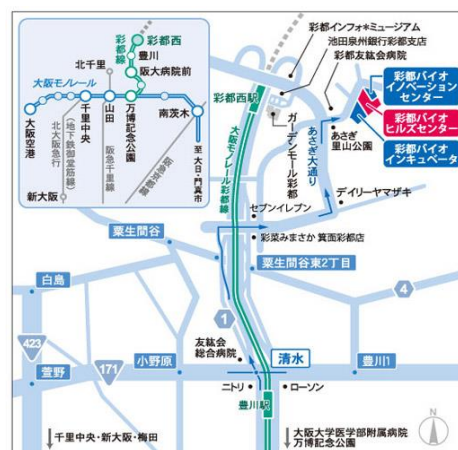 彩都西
彩都線
豊川
阪大病院前
北千里
大阪モノレール
大阪空港
千里中央
山田
万博記念公園
南茨木
北大阪急行
(地下鉄御堂筋線)
新大阪
阪急千里線
阪急京都線
至大日・門真市
彩都インフォ*ミュージアム
池田泉州銀行彩都支店
彩都友紘会病院
彩都西駅
大阪モノレール彩都線
ガーデンモール彩都
あさぎ大通り
あさぎ
里山公園
彩都バイオ
イノベーション
センター
彩都バイオ
ヒルズセンター
彩都バイオ
インキュベータ
デイリーヤマザキ
セブンイレブン
彩菜みまさか 箕面彩都店
粟生間谷
粟生間谷東2丁目
白島
4
1
423
171
萱野
小野原
友紘会
総合病院
清水
豊川1
ニトリ
ローソン
豊川駅
千里中央・新大阪・梅田
大阪大学医学部附属病院
万博記念公園
N